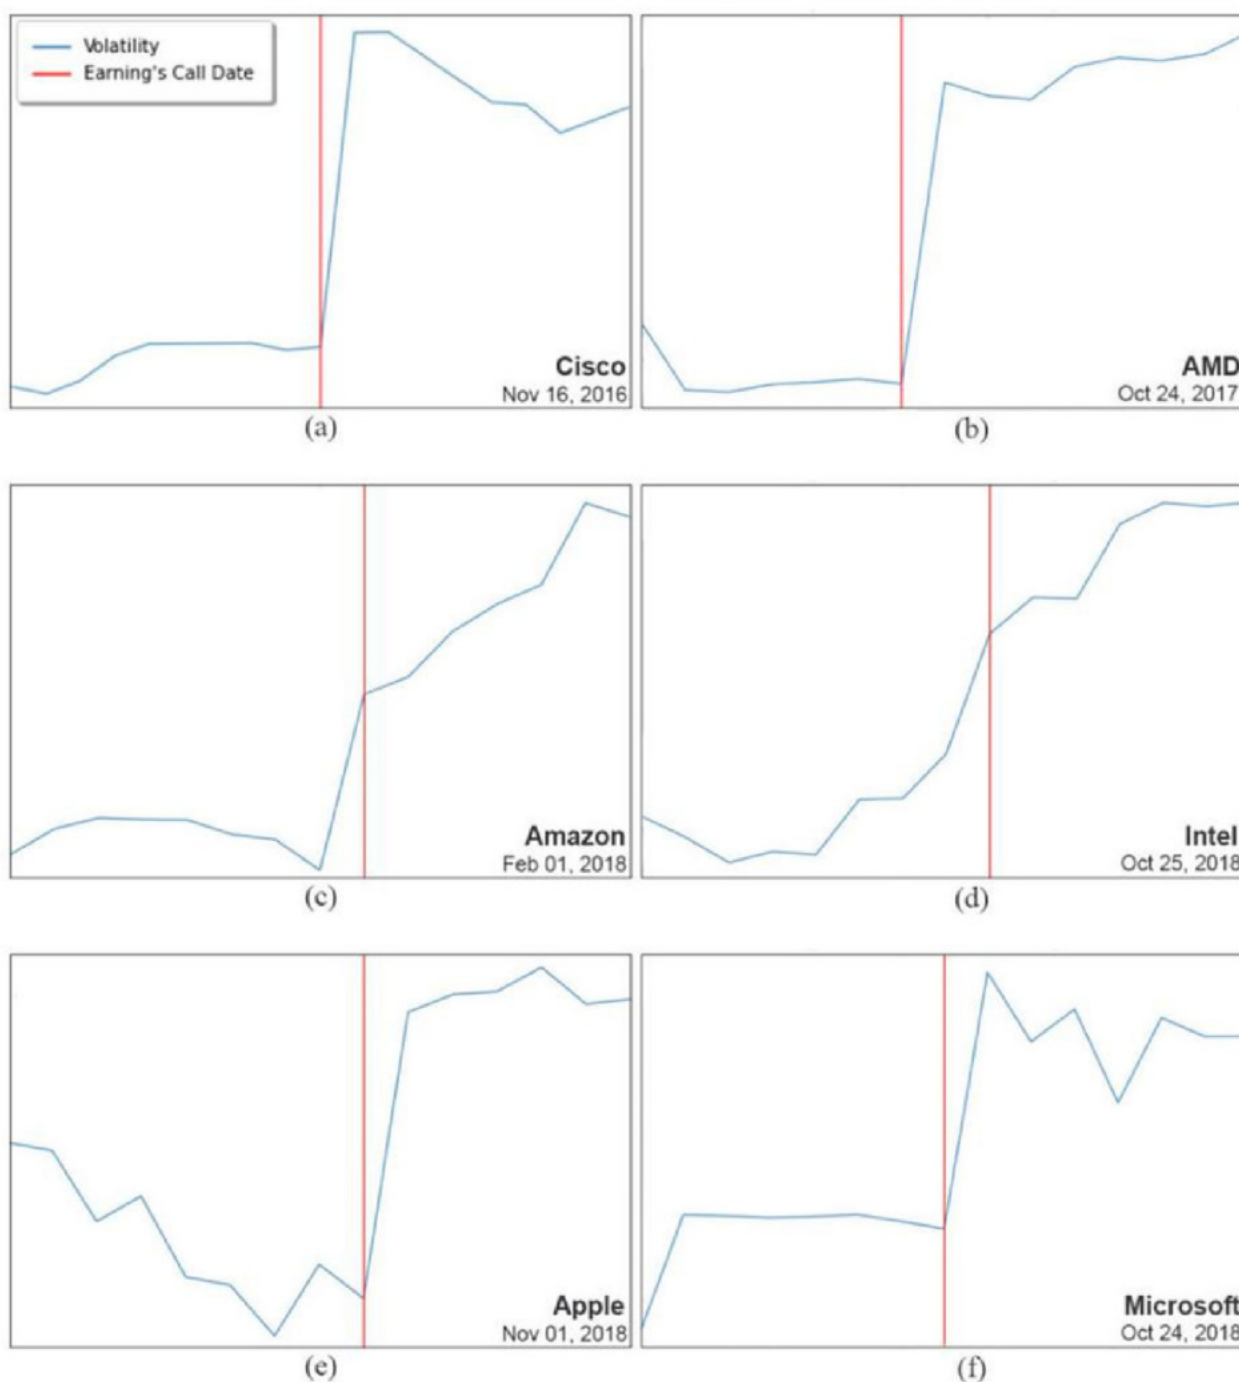 Volatility
Earning's Call Date
Cisco
Nov 16, 2016
(a)
AMD
Oct 24, 2017
(b)
Amazon
Feb 01, 2018
(c)
Intel
Oct 25, 2018
(d)
Apple
Nov 01, 2018
(e)
Microsoft
Oct 24, 2018
(f)